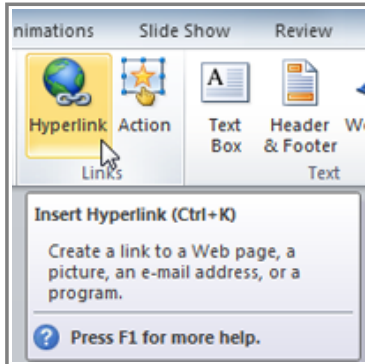 nimations Slide Show Review
Hyperlink Action Text Box Header & Footer
Links Text
Insert Hyperlink (Ctrl+K)
Create a link to a Web page, a
picture, an e-mail address, or a
program.
Press F1 for more help.